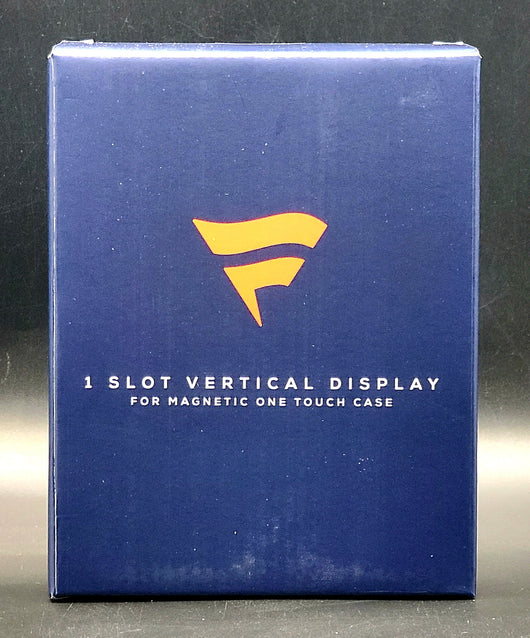 1 SLOT VERTICAL DISPLAY
FOR MAGNETIC ONE TOUCH CASE